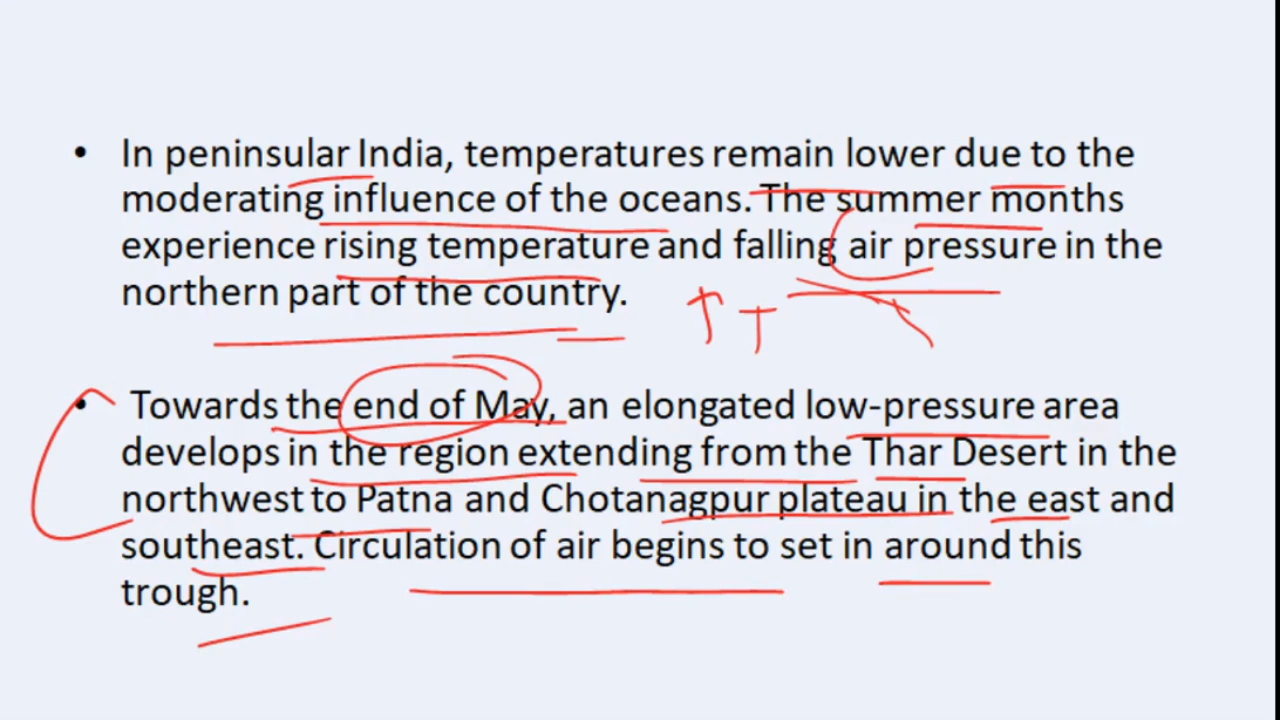 • In peninsular India, temperatures remain lower due to the
moderating influence of the oceans. The summer months
experience rising temperature and falling air pressure in the
northern part of the country. ↑ T
• Towards the end of May, an elongated low-pressure area
develops in the region extending from the Thar Desert in the
northwest to Patna and Chotanagpur plateau in the east and
southeast. Circulation of air begins to set in around this
trough.